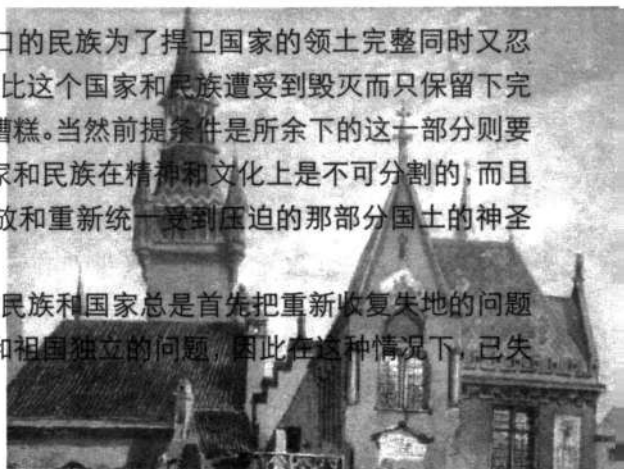 口的民族为了捍卫国家的领土完整同时又忍
比这个国家和民族遭受到毁灭而只保留下完
糟糕。当然前提条件是所余下的这一部分则要
家和民族在精神和文化上是不可分割的,而且
放和重新统一受到压迫的那部分国土的神圣
民族和国家总是首先把重新收复失地的问题
和祖国独立的问题,因此在这种情况下,已失